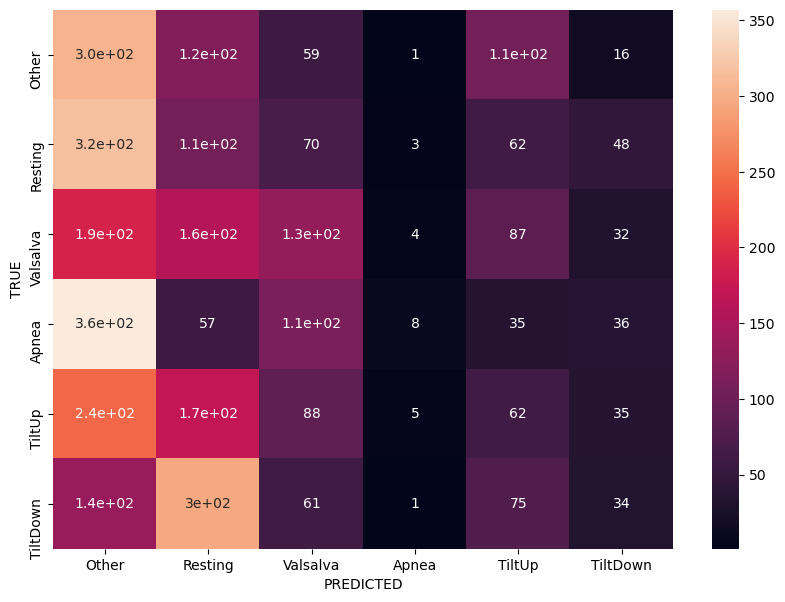 TRUE
Other 3.0e+02 1.2e+02 59 1 1.1e+02 16
Resting 3.2e+02 1.1e+02 70 3 62 48
Valsalva 1.9e+02 1.6e+02 1.3e+02 4 87 32
Apnea 3.6e+02 57 1.1e+02 8 35 36
TiltUp 2.4e+02 1.7e+02 88 5 62 35
TiltDown 1.4e+02 3e+02 61 1 75 34
Other Resting Valsalva Apnea TiltUp TiltDown
PREDICTED
350
300
250
200
150
100
50